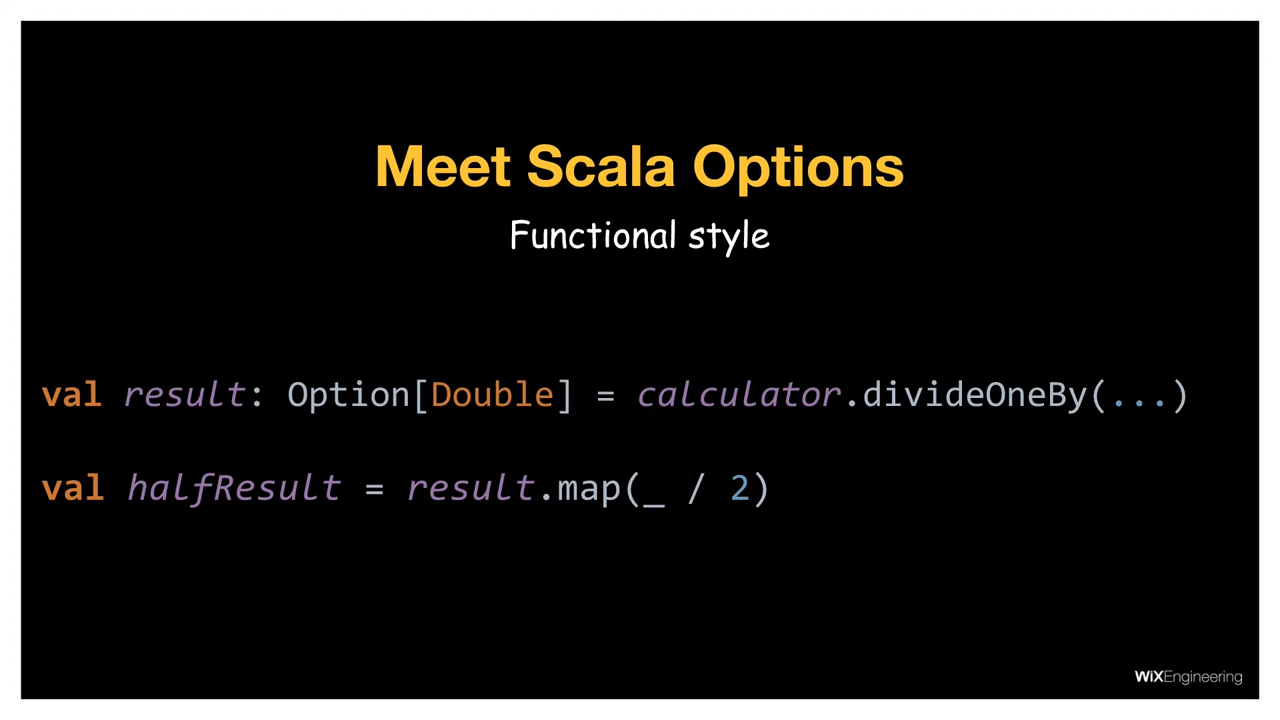 Meet Scala Options
Functional style
val result: Option[Double] = calculator.divideOneBy(...)
val halfResult = result.map(_ / 2)
WiXEngineering